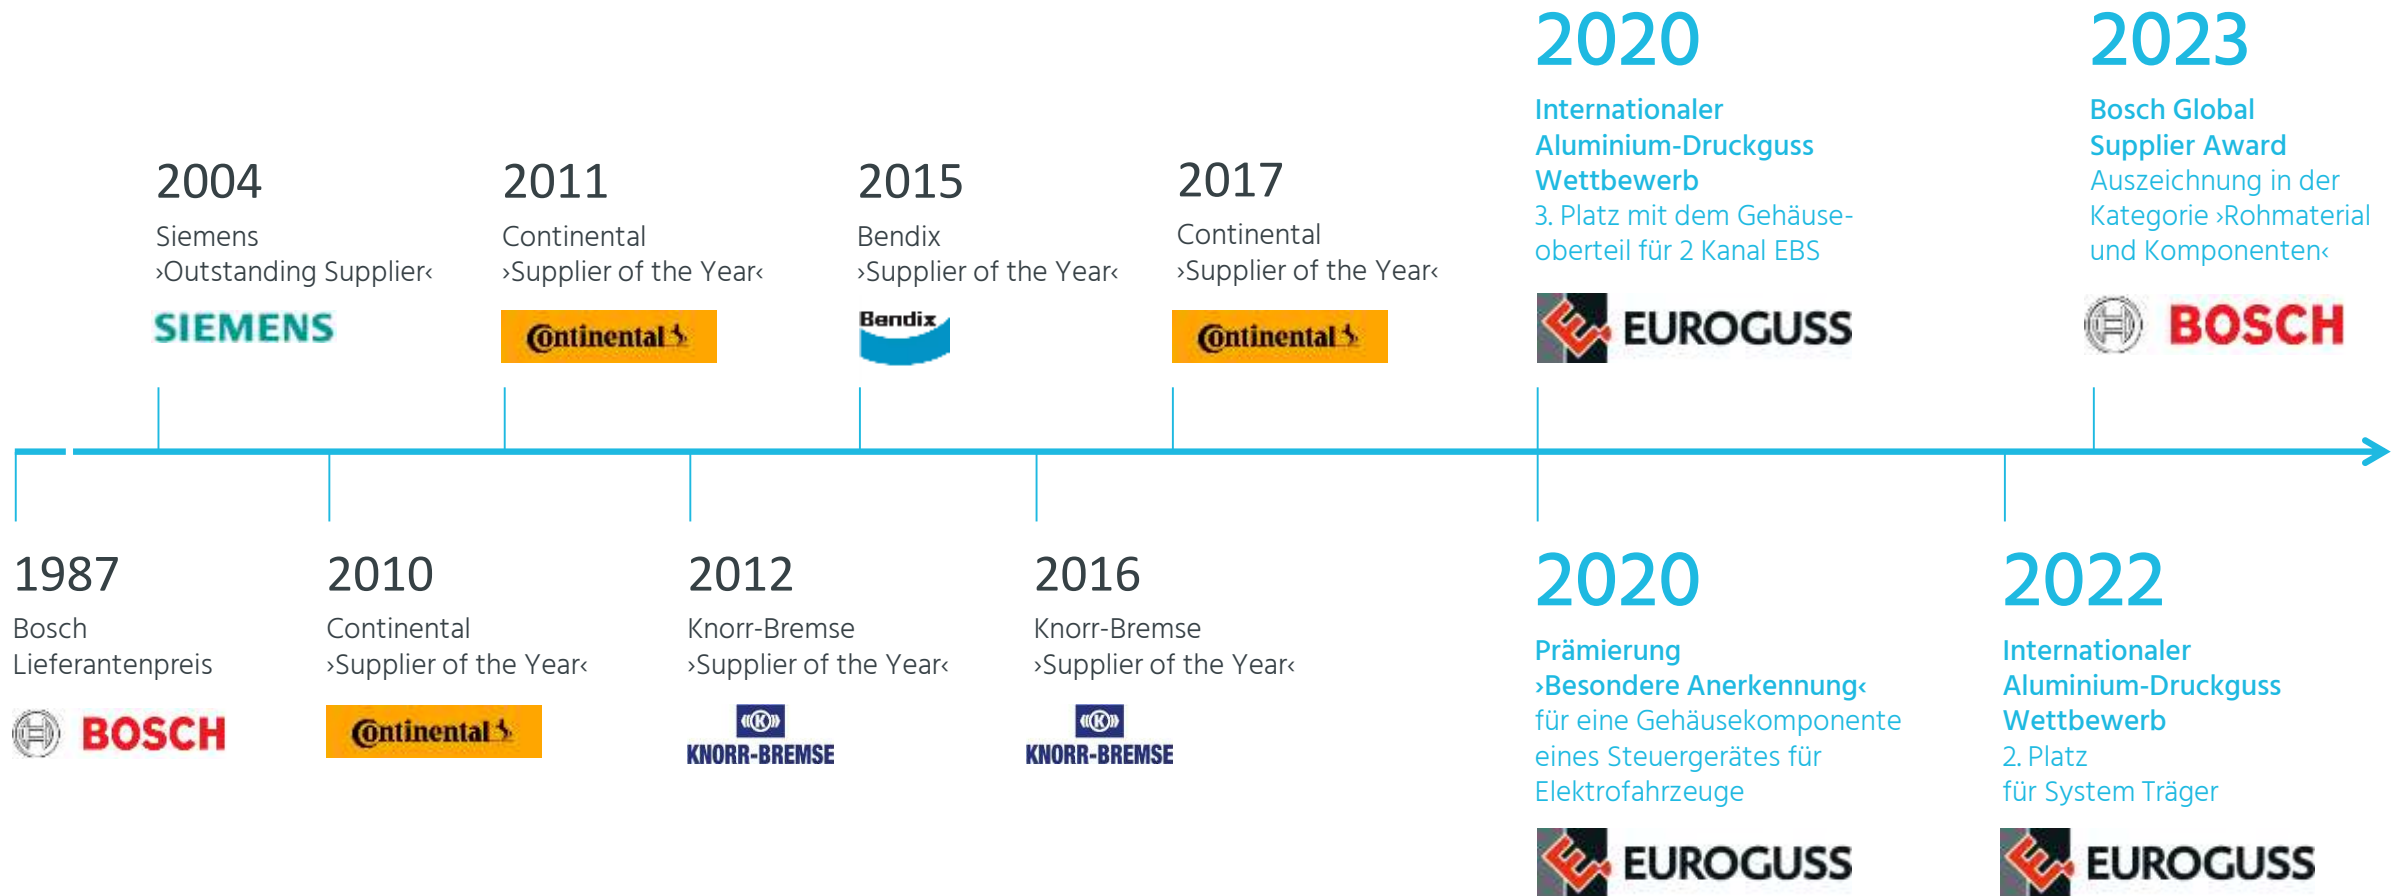 2004
Siemens
›Outstanding Supplier‹
SIEMENS
2011
Continental
›Supplier of the Year‹
Continental
2015
Bendix
›Supplier of the Year‹
Bendix
2017
Continental
›Supplier of the Year‹
Continental
2020
Internationaler
Aluminium-Druckguss
Wettbewerb
3. Platz mit dem Gehäuse-
oberteil für 2 Kanal EBS
EUROGUSS
2023
Bosch Global
Supplier Award
Auszeichnung in der
Kategorie ›Rohmaterial
und Komponenten‹
BOSCH
1987
Bosch
Lieferantenpreis
BOSCH
2010
Continental
›Supplier of the Year‹
Continental
2012
Knorr-Bremse
›Supplier of the Year‹
K
KNORR-BREMSE
2016
Knorr-Bremse
›Supplier of the Year‹
K
KNORR-BREMSE
2020
Prämierung
›Besondere Anerkennung‹
für eine Gehäusekomponente
eines Steuergerätes für
Elektrofahrzeuge
EUROGUSS
2022
Internationaler
Aluminium-Druckguss
Wettbewerb
2. Platz
für System Träger
EUROGUSS